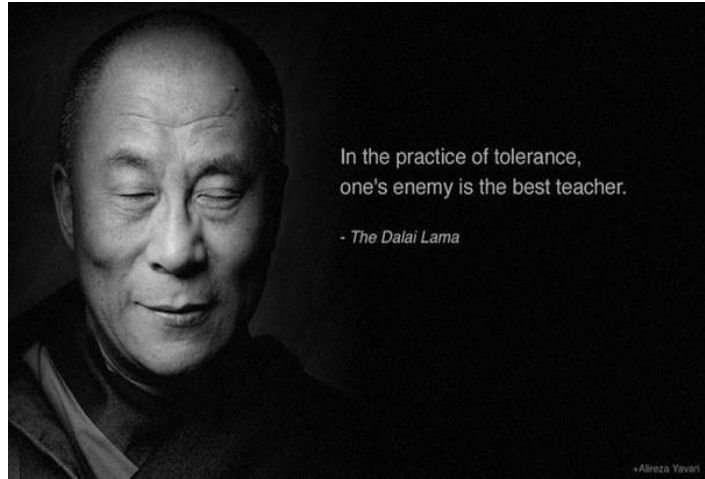 In the practice of tolerance,
one's enemy is the best teacher.
- The Dalai Lama
+Alireza Yavari